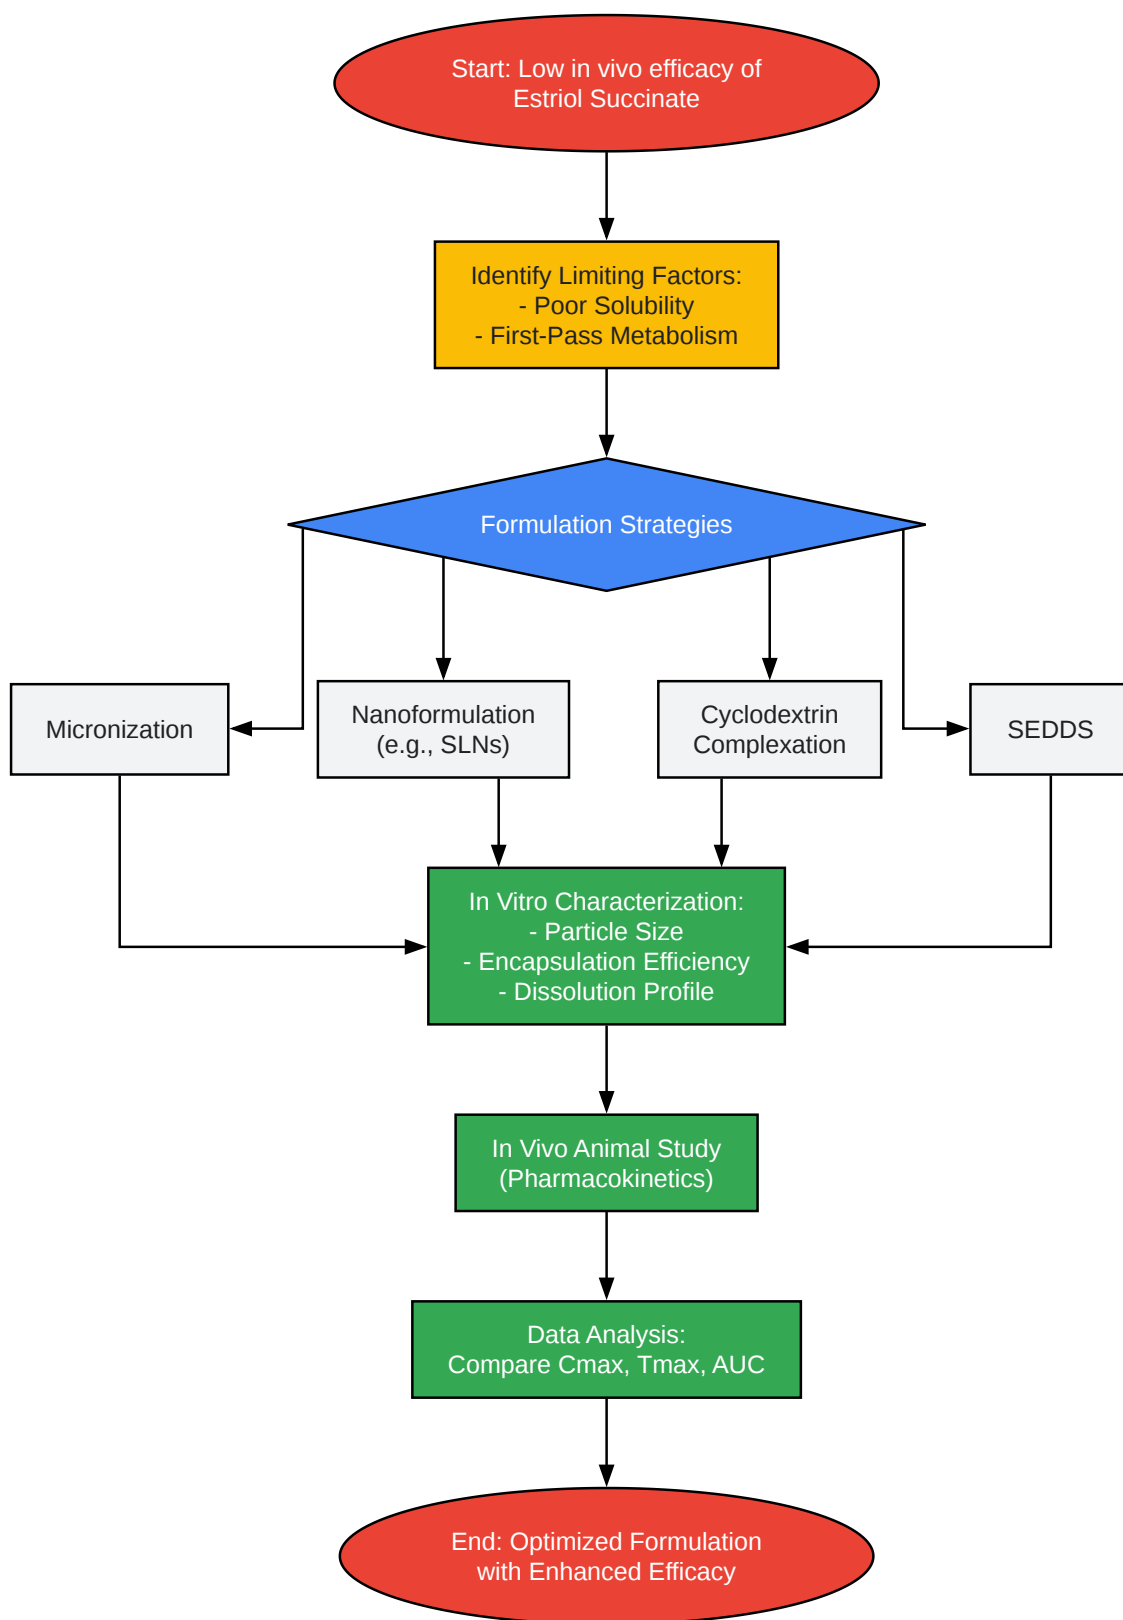 Start: Low in vivo efficacy of
Estriol Succinate
Identify Limiting Factors:
- Poor Solubility
- First-Pass Metabolism
Formulation Strategies
Micronization
Nanoformulation
(e.g., SLNs)
Cyclodextrin
Complexation
SEDDS
In Vitro Characterization:
- Particle Size
- Encapsulation Efficiency
- Dissolution Profile
In Vivo Animal Study
(Pharmacokinetics)
Data Analysis:
Compare Cmax, Tmax, AUC
End: Optimized Formulation
with Enhanced Efficacy